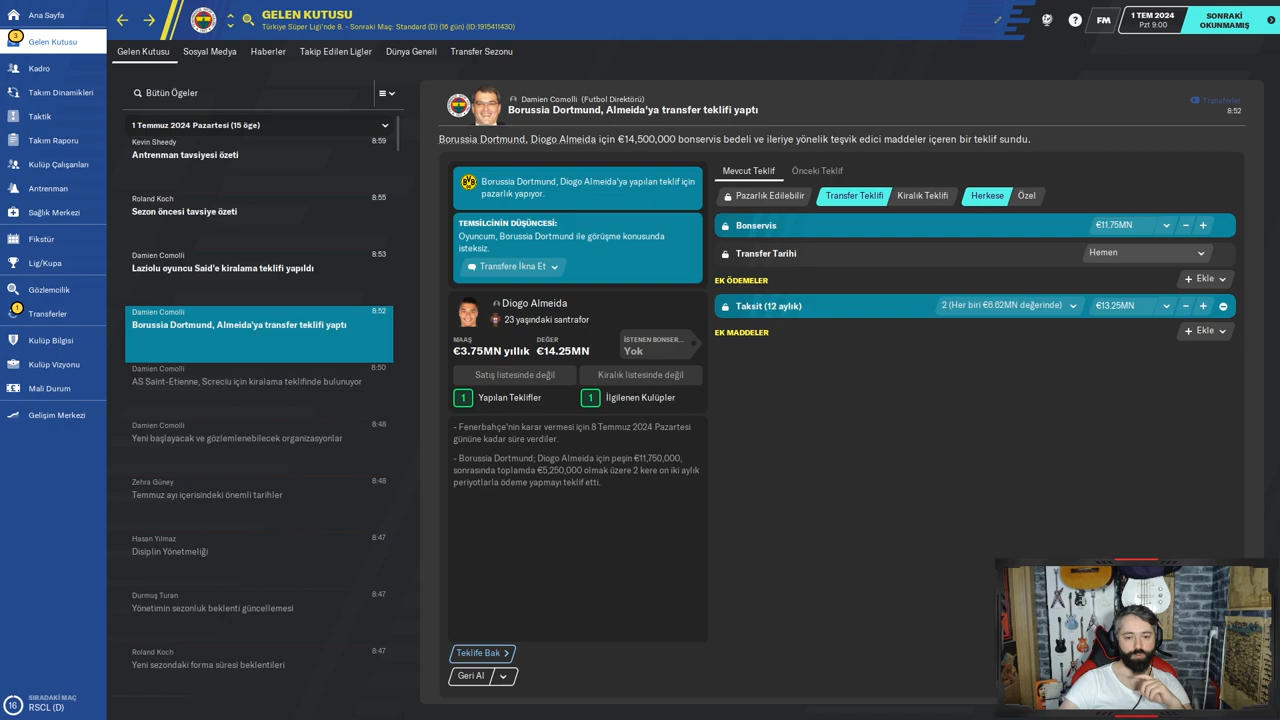 Ana Sayfa
3
Gelen Kutusu
Kadro
Takım Dinamikleri
Taktik
Takım Raporu
Kulüp Çalışanları
Antrenman
Sağlık Merkezi
Fikstür
Lig/Kupa
Gözlemcilik
1
Transferler
Kulüp Bilgisi
Kulüp Vizyonu
Mali Durum
Gelişim Merkezi
16
SIRADAKİ MAÇ
RSCL (D)
GELEN KUTUSU
Türkiye Süper Ligi'nde 8. - Sonraki Maç: Standard (D) (16 gün) (ID:1915411430)
FM
1 TEM 2024
Pzt 9:00
SONRAKİ
OKUNMAMIŞ
Gelen Kutusu
Sosyal Medya
Haberler
Takip Edilen Ligler
Dünya Geneli
Transfer Sezonu
Bütün Ögeler
1 Temmuz 2024 Pazartesi (15 öge)
Kevin Sheedy 8:59
Antrenman tavsiyesi özeti
Roland Koch 8:55
Sezon öncesi tavsiye özeti
Damien Comolli 8:53
Laziolu oyuncu Said'e kiralama teklifi yapıldı
Damien Comolli 8:52
Borussia Dortmund, Almeida'ya transfer teklifi yaptı
Damien Comolli 8:50
AS Saint-Etienne, Screciu için kiralama teklifinde bulunuyor
Damien Comolli 8:48
Yeni başlayacak ve gözlemlenebilecek organizasyonlar
Zehra Güney 8:48
Temmuz ayı içerisindeki önemli tarihler
Hasan Yılmaz 8:47
Disiplin Yönetmeliği
Durmuş Turan 8:47
Yönetimin sezonluk beklenti güncellemesi
Roland Koch 8:47
Yeni sezondaki forma süresi beklentileri
Damien Comolli (Futbol Direktörü)
Borussia Dortmund, Almeida'ya transfer teklifi yaptı
Transferler
8:52
Borussia Dortmund, Diogo Almeida için €14,500,000 bonservis bedeli ve ileriye yönelik teşvik edici maddeler içeren bir teklif sundu.
BVB 09
Borussia Dortmund, Diogo Almeida'ya yapılan teklif için
pazarlık yapıyor.
TEMSİLCİNİN DÜŞÜNCESİ:
Oyuncum, Borussia Dortmund ile görüşme konusunda
isteksiz.
Transfere İkna Et
Diogo Almeida
23 yaşındaki santrafor
MAAŞ
€3.75MN yıllık
DEĞER
€14.25MN
İSTENEN BONSER...
Yok
Satış listesinde değil
Kiralık listesinde değil
1 Yapılan Teklifler
1 İlgilenen Kulüpler
- Fenerbahçe'nin karar vermesi için 8 Temmuz 2024 Pazartesi
gününe kadar süre verdiler.
- Borussia Dortmund; Diogo Almeida için peşin €11,750,000,
sonrasında toplamda €5,250,000 olmak üzere 2 kere on iki aylık
periyotlarla ödeme yapmayı teklif etti.
Teklife Bak
Geri Al
Mevcut Teklif
Önceki Teklif
Pazarlık Edilebilir
Transfer Teklifi
Kiralık Teklifi
Herkese
Özel
Bonservis €11.75MN
Transfer Tarihi Hemen
EK ÖDEMELER
Ekle
Taksit (12 aylık) 2 (Her biri €6.62MN değerinde) €13.25MN
EK MADDELER
Ekle